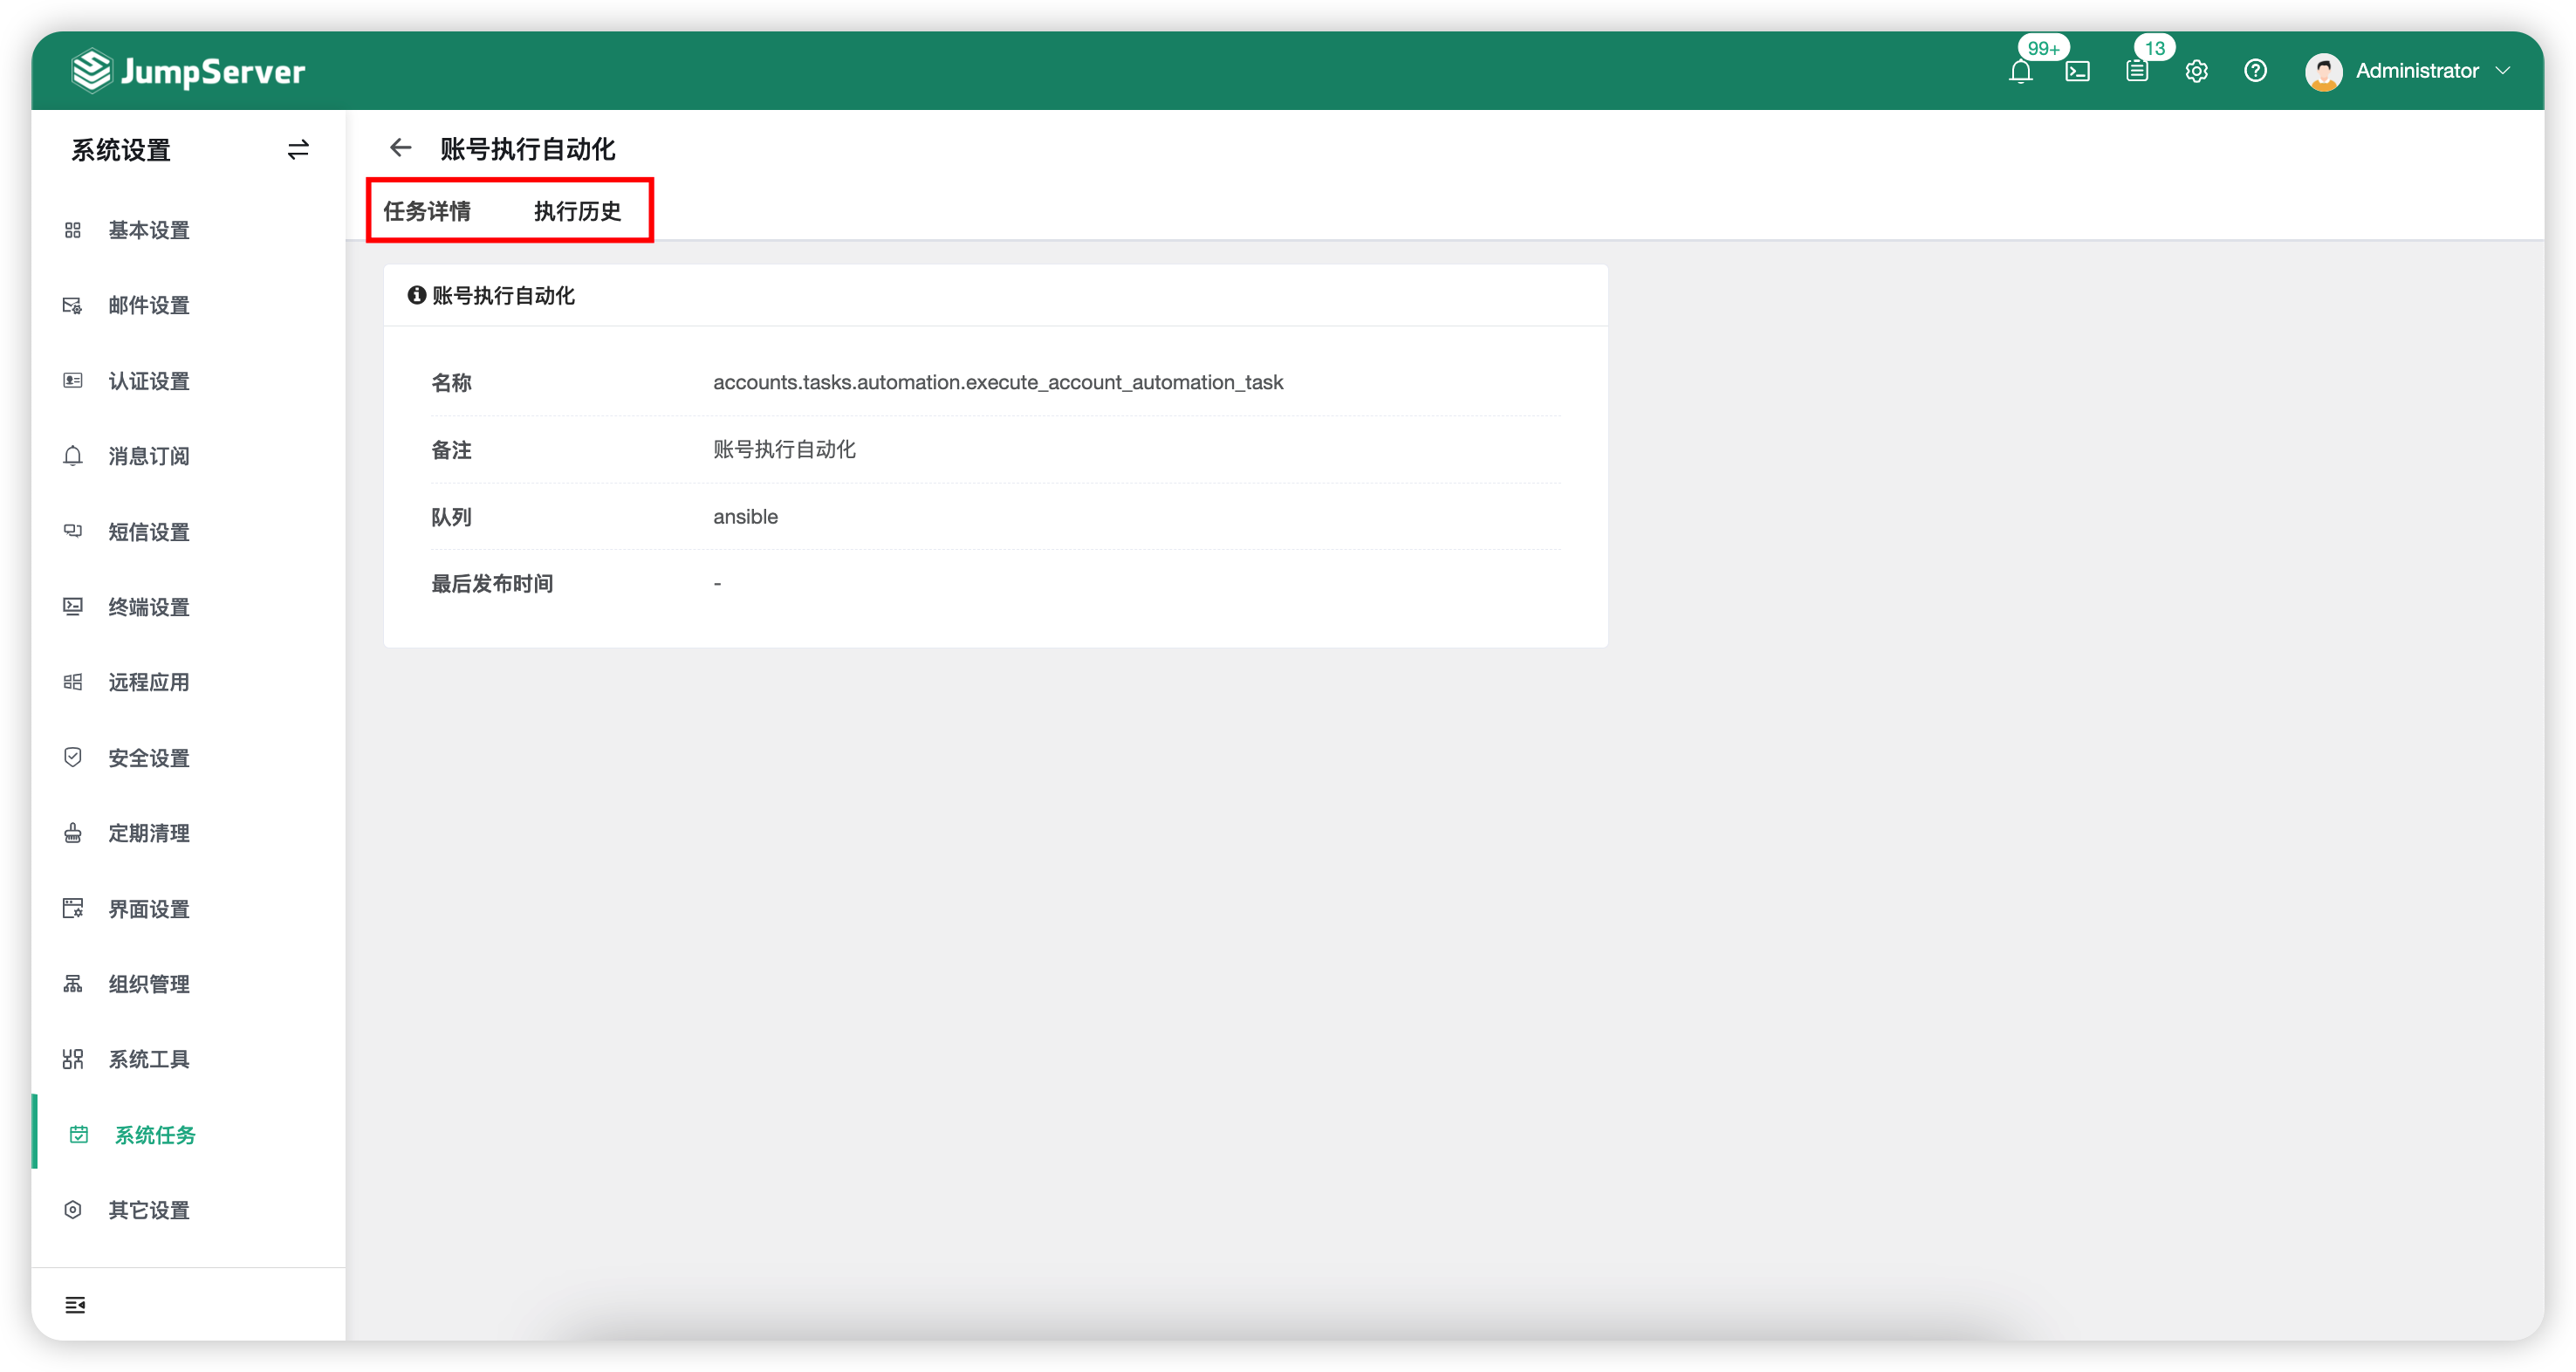 JumpServer
99+
13
Administrator
系统设置
基本设置
邮件设置
认证设置
消息订阅
短信设置
终端设置
远程应用
安全设置
定期清理
界面设置
组织管理
系统工具
系统任务
其它设置
账号执行自动化
任务详情 执行历史
账号执行自动化
名称 accounts.tasks.automation.execute_account_automation_task
备注 账号执行自动化
队列 ansible
最后发布时间 -